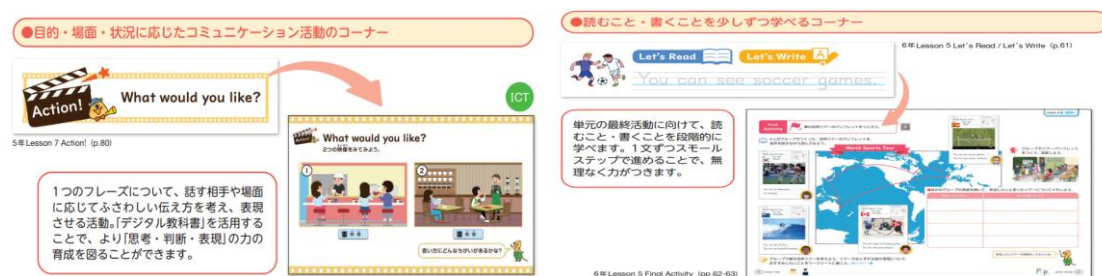 ●目的・場面・状況に応じたコミュニケーション活動のコーナー
Action!
What would you like?
5年 Lesson 7 Action! (p.80)
ICT
What would you like?
2つの映像をみてみよう。
①
②
言い方にどんなちがいがあるかな?
1つのフレーズについて、話す相手や場面
に応じてふさわしい伝え方を考え、表現
させる活動。「デジタル教科書」を活用する
ことで、より「思考・判断・表現」の力の
育成を図ることができます。
●読むこと・書くことを少しずつ学べるコーナー
Let's Read
Let's Write
6年 Lesson 5 Let's Read / Let's Write (p.61)
You can see soccer games.
単元の最終活動に向けて、読
むこと・書くことを段階的に
学べます。1文ずつスモール
ステップで進めることで、無
理なく力がつきます。
Final
Activity
World Sports Tour
6年 Lesson 5 Final Activity (pp.62-63)